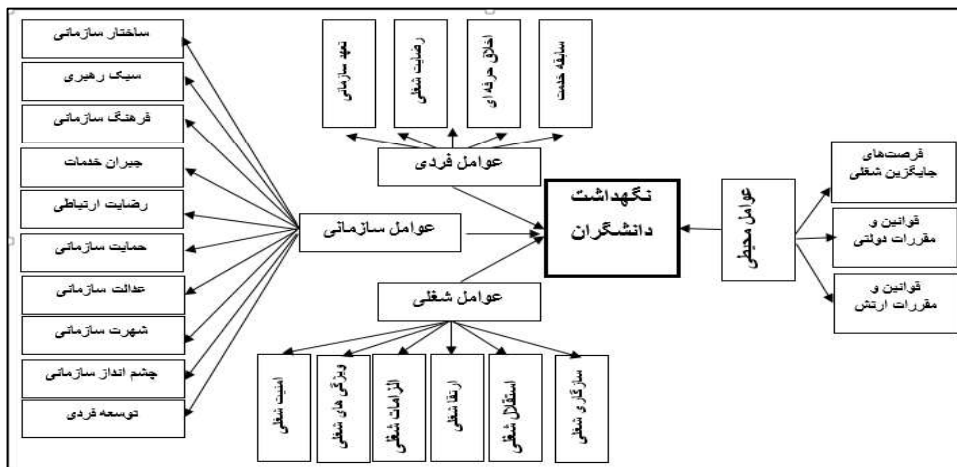 ساختار سازمانی
سبک رهبری
فرهنگ سازمانی
جبران خدمات
رضایت ارتباطی
حمایت سازمانی
عدالت سازمانی
شهرت سازمانی
چشم انداز سازمانی
توسعه فردی
عوامل سازمانی
تعهد سازمانی
رضایت شغلی
اخلاق حرفه ای
سابقه خدمت
عوامل فردی
نگهداشت
دانشگران
عوامل شغلی
امنیت شغلی
ویژگی های شغلی
الزامات شغلی
ارتقا شغلی
استقلال شغلی
سازگاری شغلی
عوامل محیطی
فرصت‌های
جایگزین شغلی
قوانین و
مقررات دولتی
قوانین و
مقررات ارتش